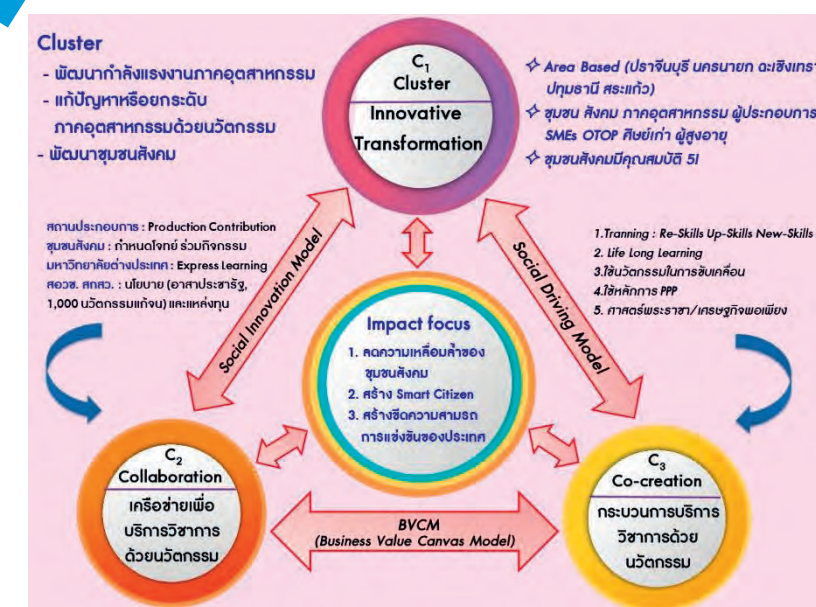 Cluster
- พัฒนากำลังแรงงานภาคอุตสาหกรรม
- แก้ปัญหาหรือยกระดับ
ภาคอุตสาหกรรมด้วยนวัตกรรม
- พัฒนาชุมชนสังคม
C1
Cluster
Innovative
Transformation
✧ Area Based (ปราจีนบุรี นครนายก ฉะเชิงเทรา
ปทุมธานี สระแก้ว)
✧ ชุมชน สังคม ภาคอุตสาหกรรม ผู้ประกอบการ
SMEs OTOP ศิษย์เก่า ผู้สูงอายุ
✧ ชุมชนสังคมมีคุณสมบัติ 5I
สถานประกอบการ : Production Contribution
ชุมชนสังคม : กำหนดโจทย์ ร่วมกิจกรรม
มหาวิทยาลัยต่างประเทศ : Express Learning
สอวช. สกสว. : นโยบาย (อาสาประชารัฐ,
1,000 นวัตกรรมแก้จน) และแหล่งทุน
Social Innovation Model
Social Driving Model
1.Tranning : Re-Skills Up-Skills New-Skills
2. Life Long Learning
3.ใช้นวัตกรรมในการขับเคลื่อน
4.ใช้หลักการ PPP
5. ศาสตร์พระราชา/เศรษฐกิจพอเพียง
Impact focus
1. ลดความเหลื่อมล้ำของ
ชุมชนสังคม
2. สร้าง Smart Citizen
3. สร้างขีดความสามรถ
การแข่งขันของประเทศ
C2
Collaboration
เครือข่ายเพื่อ
บริการวิชาการ
ด้วยนวัตกรรม
BVCM
(Business Value Canvas Model)
C3
Co-creation
กระบวนการบริการ
วิชาการด้วย
นวัตกรรม